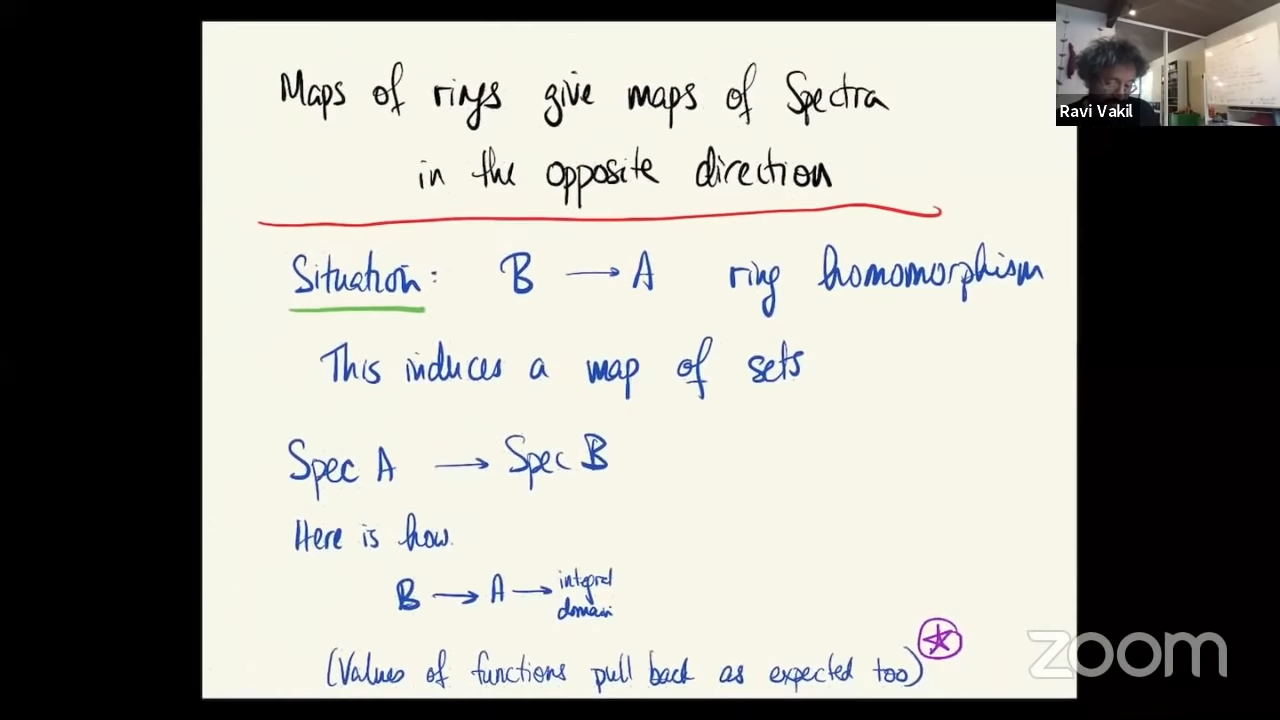 Maps of rings give maps of Spectra
in the opposite direction
Situation: B → A ring homomorphism
This induces a map of sets
Spec A → Spec B
Here is how.
B → A → integral domain
(Values of functions pull back as expected too)
Ravi Vakil
zoom